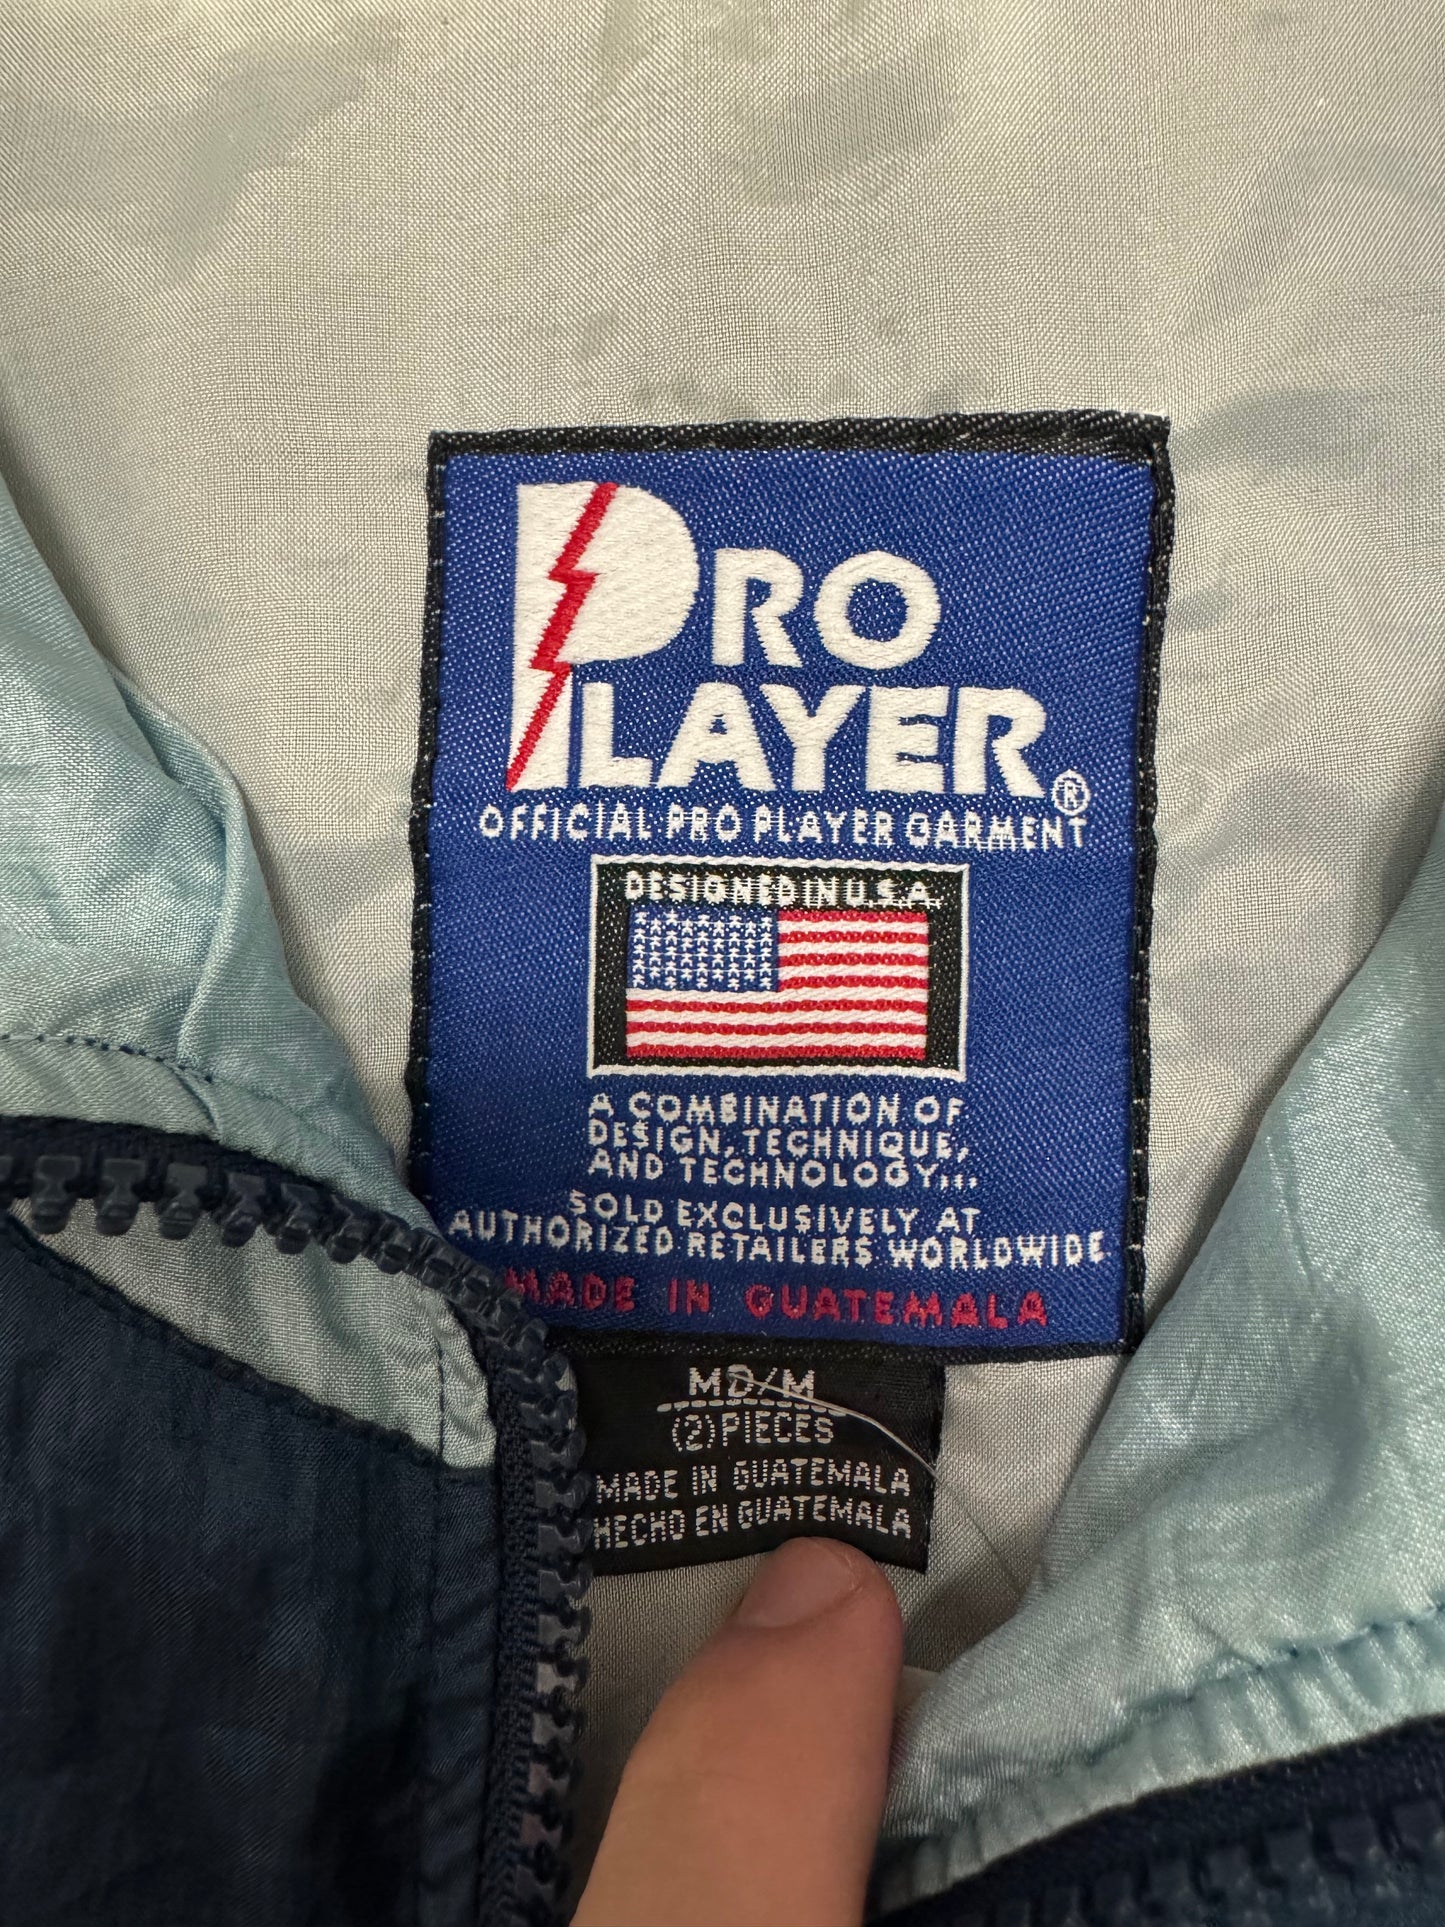 PRO
PLAYER®
OFFICIAL PRO PLAYER GARMENT
DESIGNED IN U.S.A.
A COMBINATION OF
DESIGN, TECHNIQUE,
AND TECHNOLOGY...
SOLD EXCLUSIVELY AT
AUTHORIZED RETAILERS WORLDWIDE
MADE IN GUATEMALA
MD/M
(2) PIECES
MADE IN GUATEMALA
HECHO EN GUATEMALA